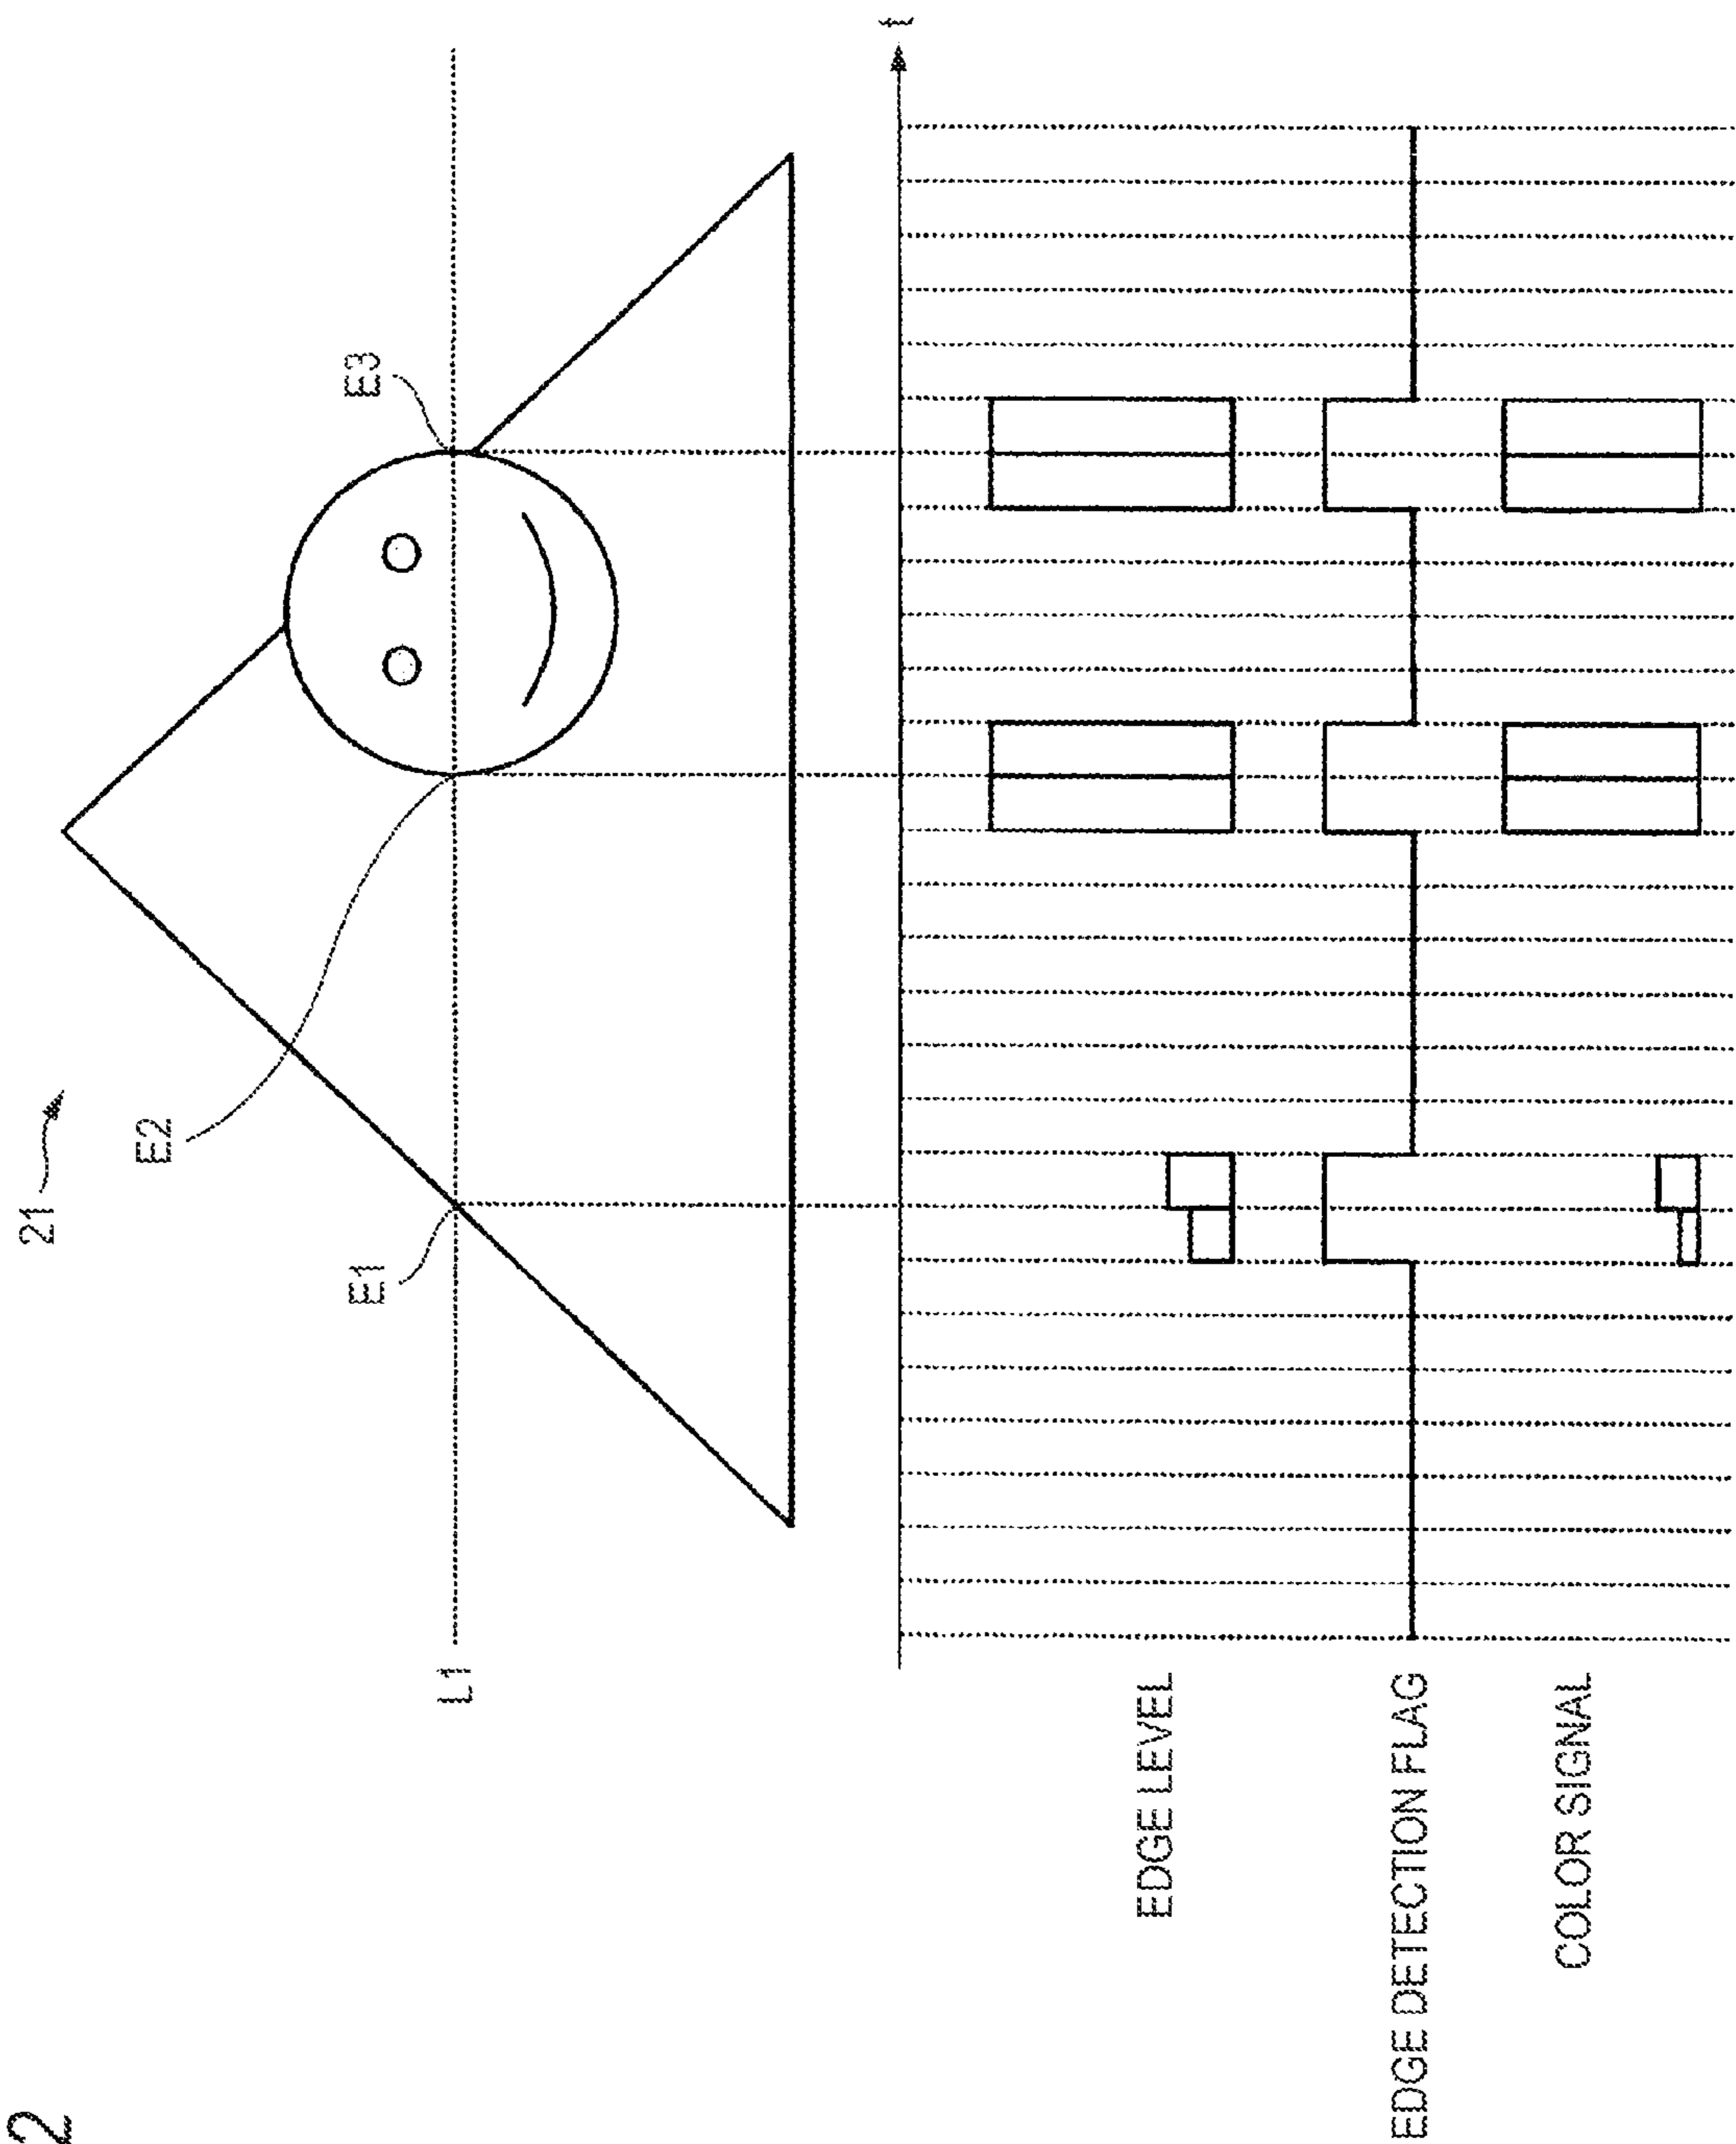 2
21
E1
E2
E3
L1
t
EDGE LEVEL
EDGE DETECTION FLAG
COLOR SIGNAL